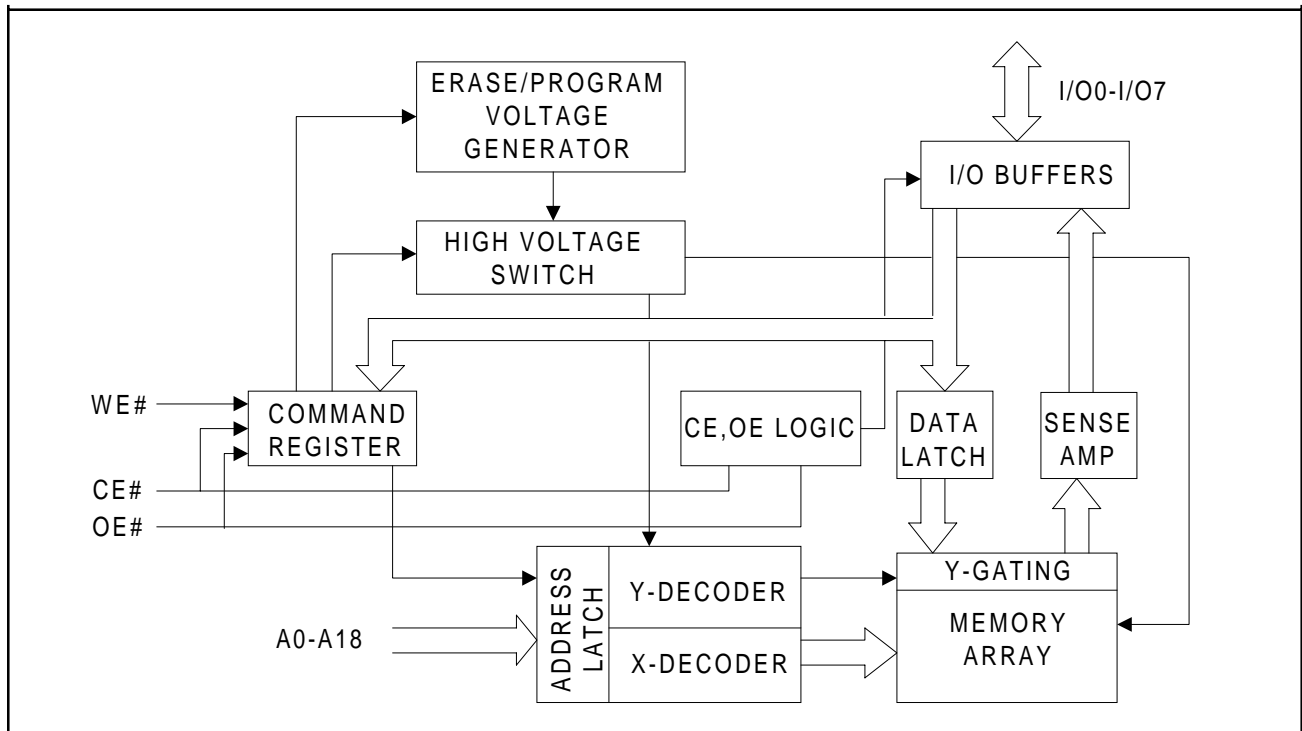 ERASE/PROGRAM
VOLTAGE
GENERATOR
I/O0-I/O7
I/O BUFFERS
HIGH VOLTAGE
SWITCH
WE#
COMMAND
REGISTER
CE,OE LOGIC
DATA
LATCH
SENSE
AMP
CE#
OE#
ADDRESS
LATCH
Y-DECODER
Y-GATING
A0-A18
X-DECODER
MEMORY
ARRAY